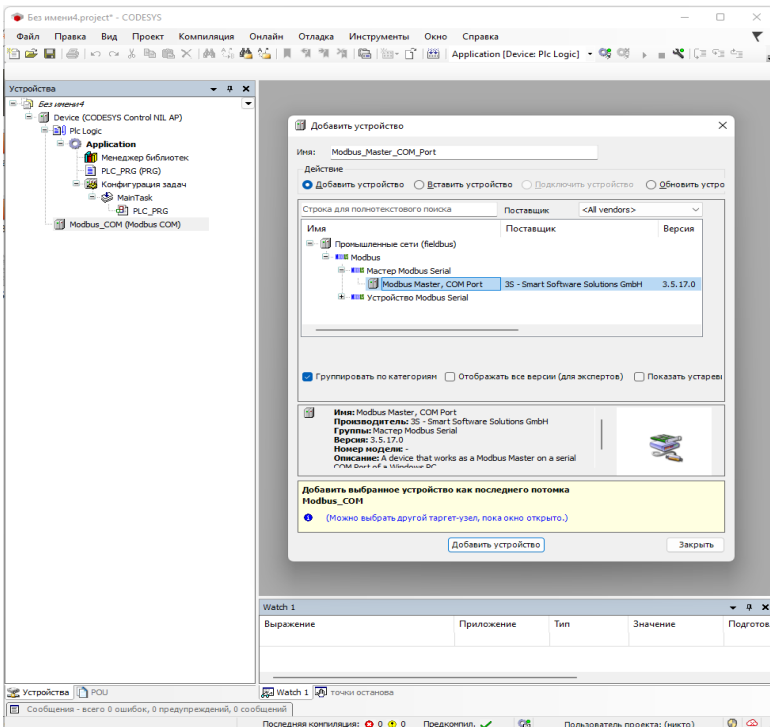 Без имени4.project* - CODESYS
Файл Правка Вид Проект Компиляция Онлайн Отладка Инструменты Окно Справка
Application [Device: Plc Logic]
Устройства
Без имени4
Device (CODESYS Control NIL AP)
Plc Logic
Application
Менеджер библиотек
PLC_PRG (PRG)
Конфигурация задач
MainTask
PLC_PRG
Modbus_COM (Modbus COM)
Добавить устройство
Имя: Modbus_Master_COM_Port
Действие
Добавить устройство Вставить устройство Подключить устройство Обновить устро
Строка для полнотекстового поиска Поставщик <All vendors>
Имя Поставщик Версия
Промышленные сети (fieldbus)
Modbus
Мастер Modbus Serial
Modbus Master, COM Port 3S - Smart Software Solutions GmbH 3.5.17.0
Устройство Modbus Serial
Группировать по категориям Отображать все версии (для экспертов) Показать устарев
Имя: Modbus Master, COM Port
Производитель: 3S - Smart Software Solutions GmbH
Группы: Мастер Modbus Serial
Версия: 3.5.17.0
Номер модели: -
Описание: A device that works as a Modbus Master on a serial
COM Port of a Windows PC
Добавить выбранное устройство как последнего потомка
Modbus_COM
(Можно выбрать другой таргет-узел, пока окно открыто.)
Добавить устройство Закрыть
Watch 1
Выражение Приложение Тип Значение Подготов
Устройства POU Watch 1 точки останова
Сообщения - всего 0 ошибок, 0 предупреждений, 0 сообщений
Последняя компиляция: 0 0 Предкомпил. Пользователь проекта: (никто)